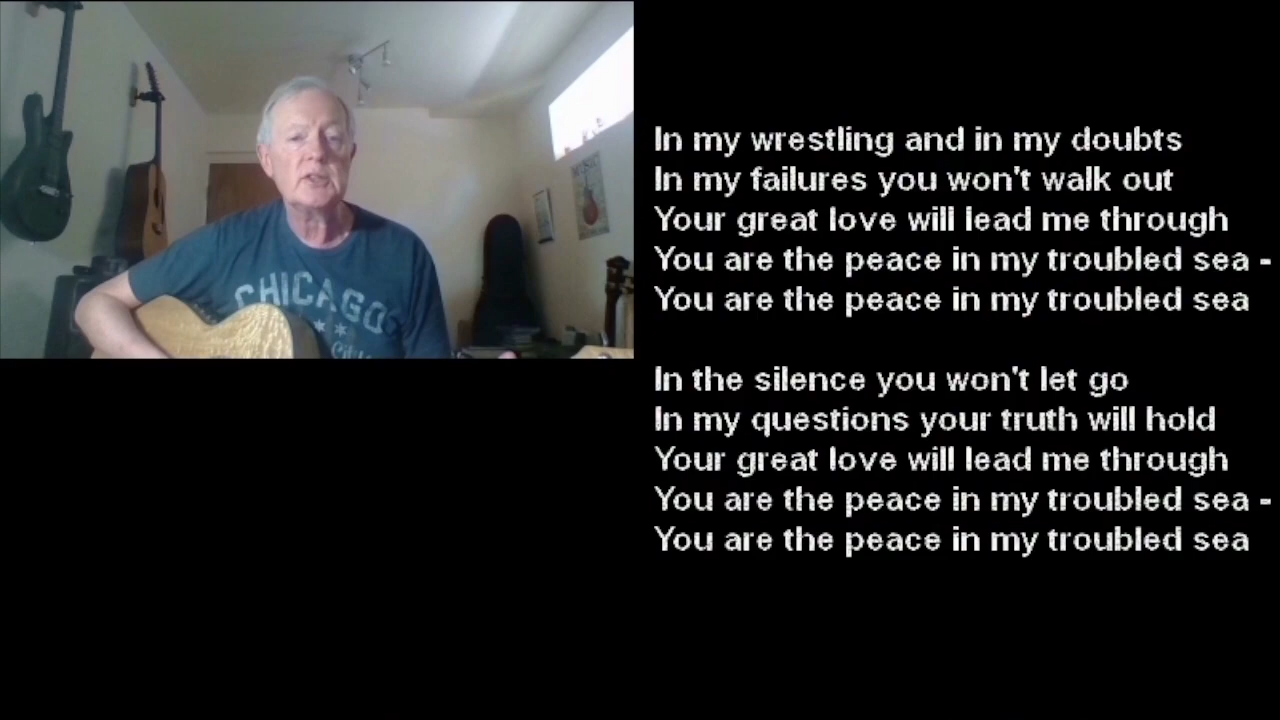 CHICAGO
In my wrestling and in my doubts
In my failures you won't walk out
Your great love will lead me through
You are the peace in my troubled sea -
You are the peace in my troubled sea
In the silence you won't let go
In my questions your truth will hold
Your great love will lead me through
You are the peace in my troubled sea -
You are the peace in my troubled sea